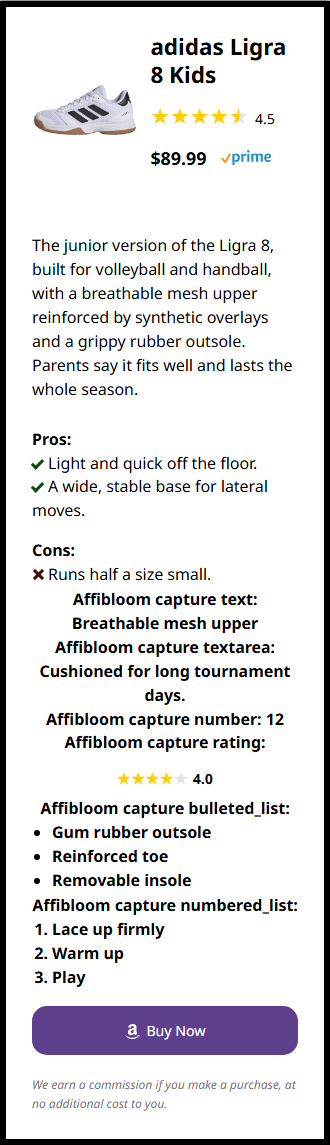 adidas Ligra
8 Kids
4.5
$89.99 prime
The junior version of the Ligra 8,
built for volleyball and handball,
with a breathable mesh upper
reinforced by synthetic overlays
and a grippy rubber outsole.
Parents say it fits well and lasts the
whole season.
Pros:
Light and quick off the floor.
A wide, stable base for lateral
moves.
Cons:
Runs half a size small.
Affibloom capture text:
Breathable mesh upper
Affibloom capture textarea:
Cushioned for long tournament
days.
Affibloom capture number: 12
Affibloom capture rating:
4.0
Affibloom capture bulleted_list:
• Gum rubber outsole
• Reinforced toe
• Removable insole
Affibloom capture numbered_list:
1. Lace up firmly
2. Warm up
3. Play
Buy Now
We earn a commission if you make a purchase, at
no additional cost to you.